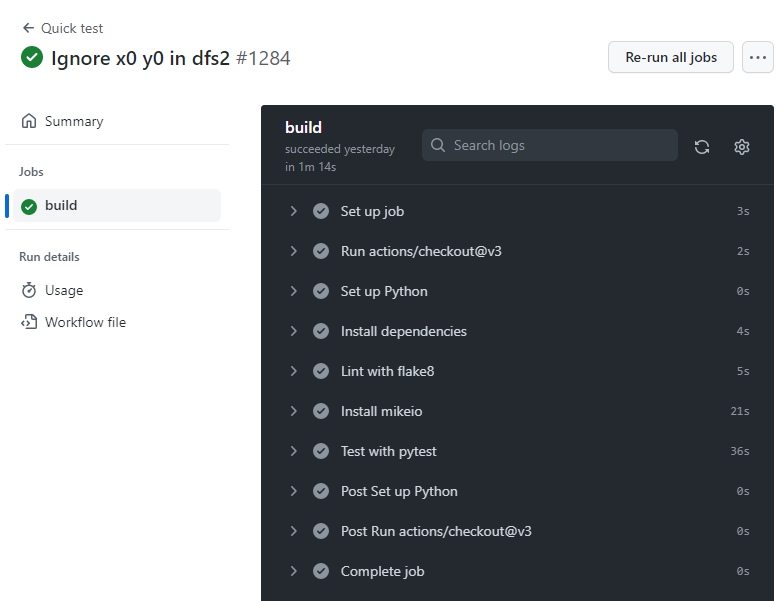 Quick test
Ignore x0 y0 in dfs2 #1284
Re-run all jobs
Summary
Jobs
build
Run details
Usage
Workflow file
build
succeeded yesterday
in 1m 14s
Search logs
Set up job 3s
Run actions/checkout@v3 2s
Set up Python 0s
Install dependencies 4s
Lint with flake8 5s
Install mikeio 21s
Test with pytest 36s
Post Set up Python 0s
Post Run actions/checkout@v3 0s
Complete job 0s